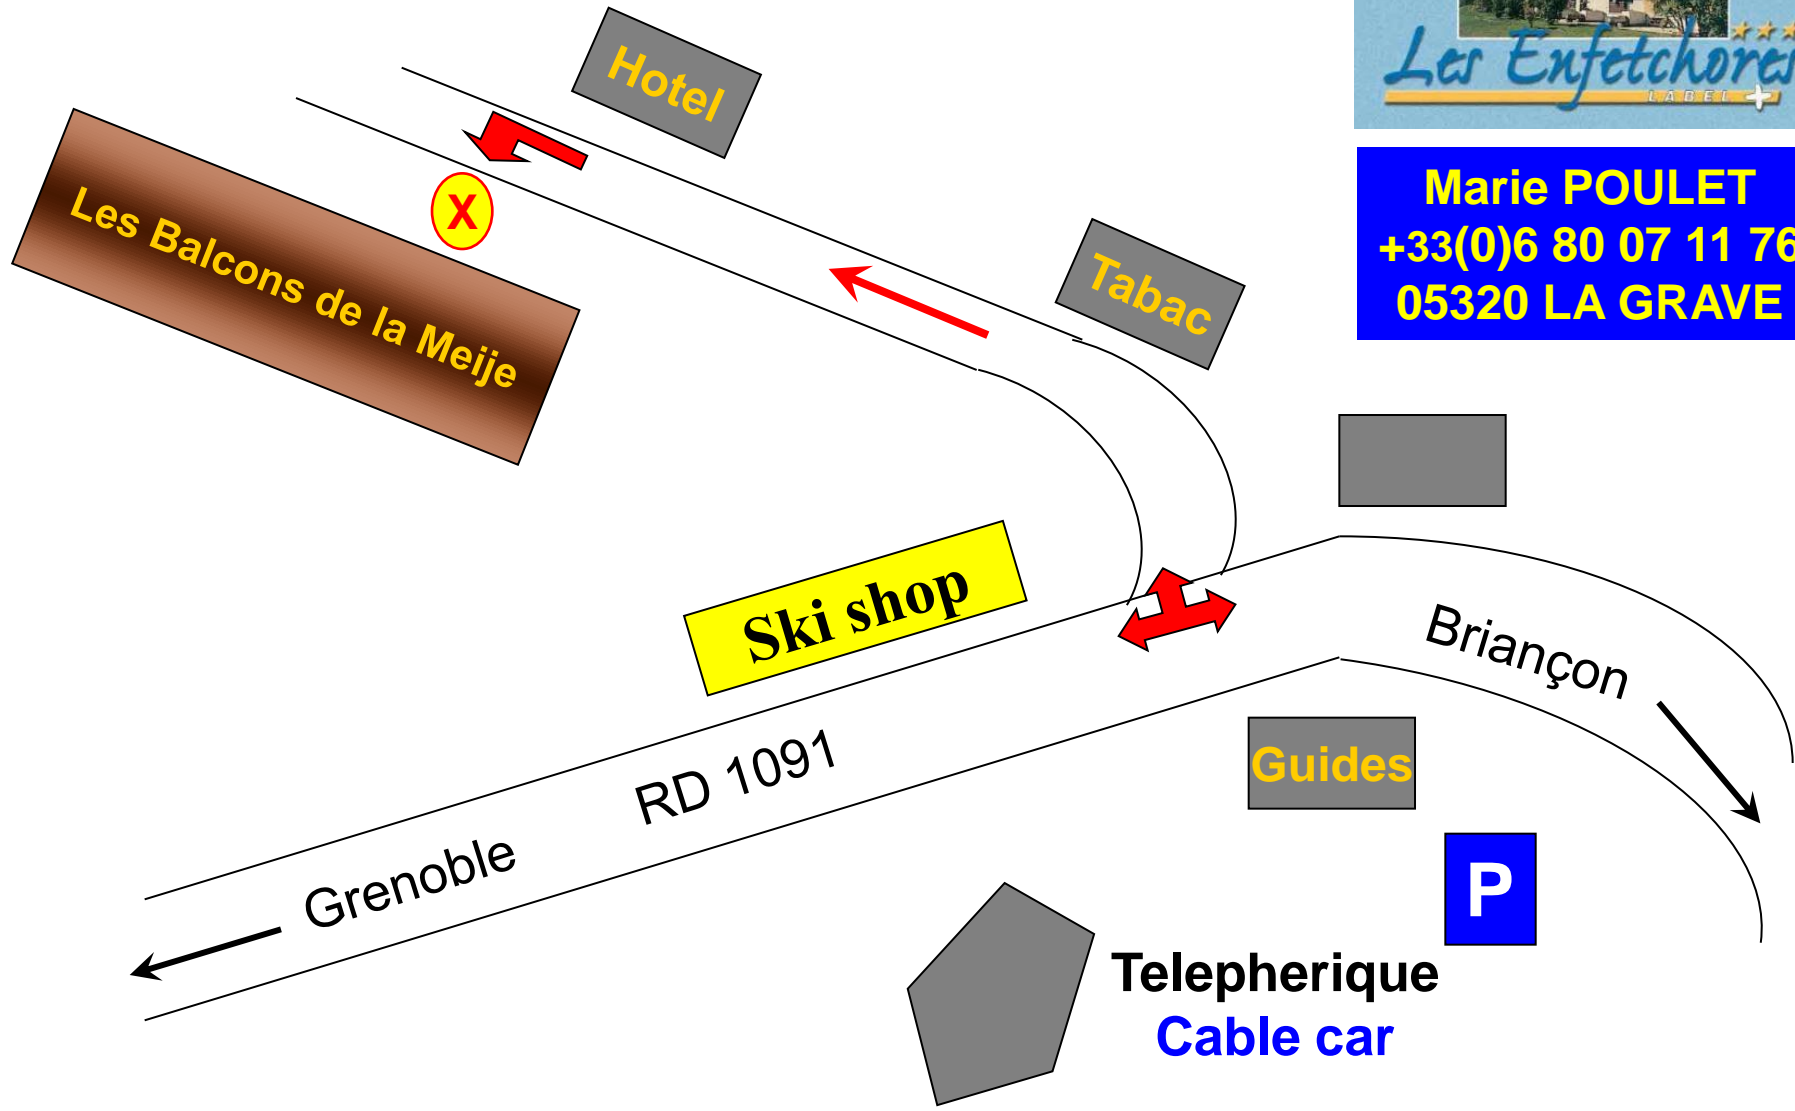 Hotel
Les Enfetchores
LABEL +
Marie POULET
+33(0)6 80 07 11 76
05320 LA GRAVE
X
Les Balcons de la Meije
Tabac
Ski shop
Briançon
RD 1091
Guides
Grenoble
P
Telepherique
Cable car